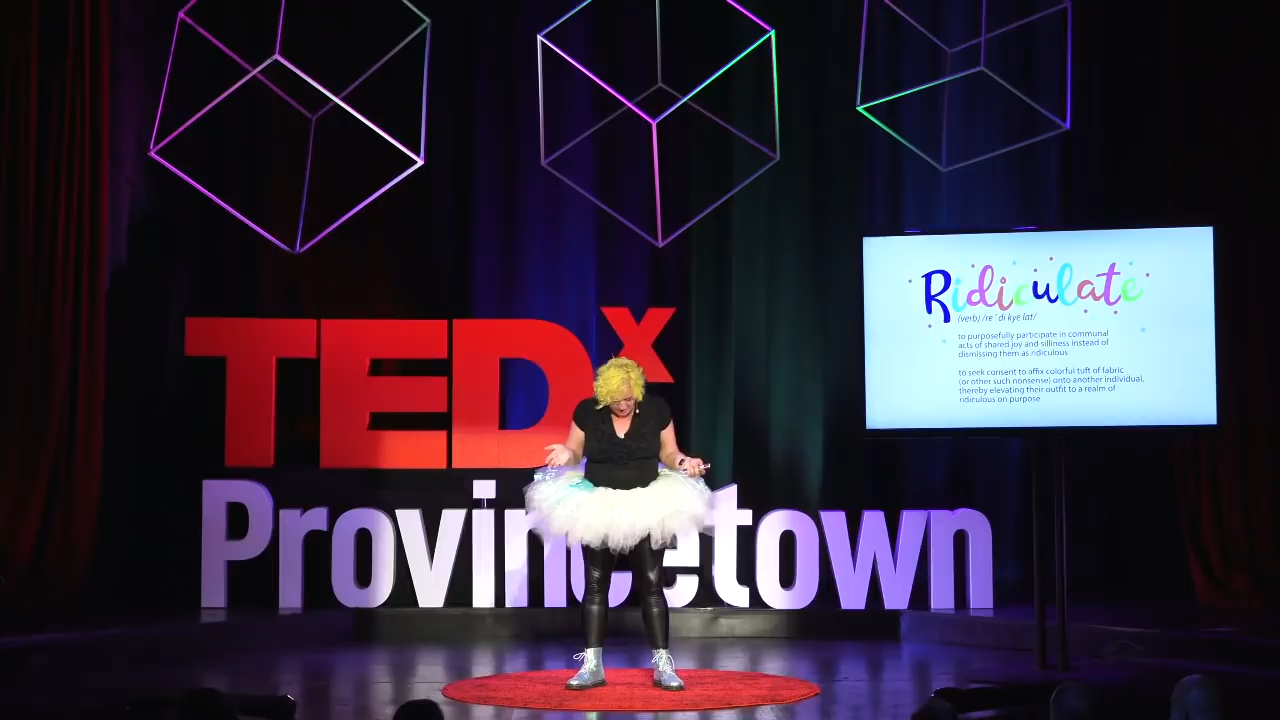 TEDx
Provincetown
Ridiculate
(verb) /re ' di kye lat/
to purposefully participate in communal
acts of shared joy and silliness instead of
dismissing them as ridiculous
to seek consent to affix colorful tuft of fabric
(or other such nonsense) onto another individual,
thereby elevating their outfit to a realm of
ridiculous on purpose